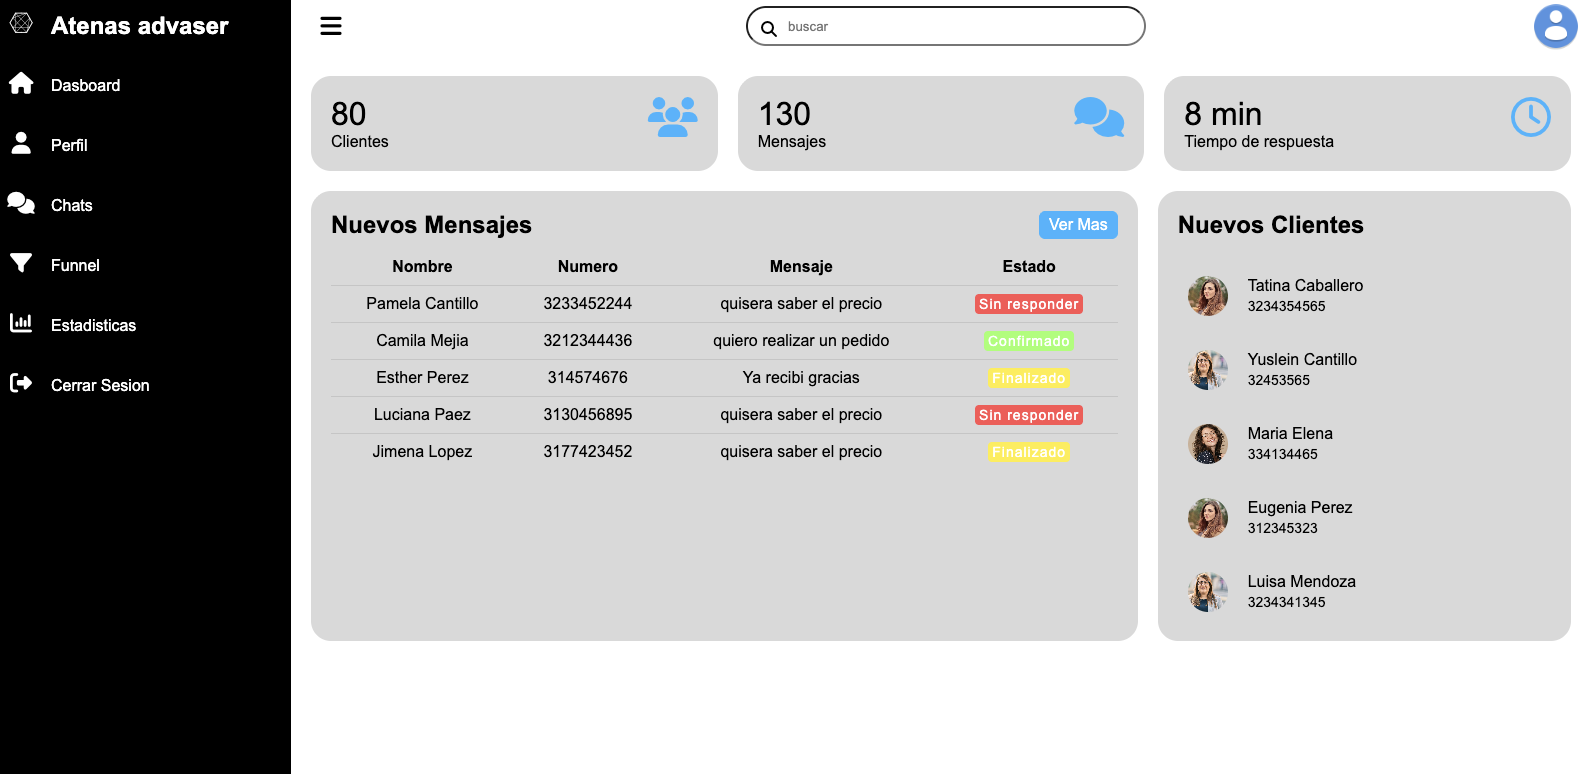 Atenas advaser
buscar
Dasboard
Perfil
Chats
Funnel
Estadisticas
Cerrar Sesion
80
Clientes
130
Mensajes
8 min
Tiempo de respuesta
Nuevos Mensajes
Ver Mas
Nombre Numero Mensaje Estado
Pamela Cantillo 3233452244 quisera saber el precio Sin responder
Camila Mejia 3212344436 quiero realizar un pedido Confirmado
Esther Perez 314574676 Ya recibi gracias Finalizado
Luciana Paez 3130456895 quisera saber el precio Sin responder
Jimena Lopez 3177423452 quisera saber el precio Finalizado
Nuevos Clientes
Tatina Caballero
3234354565
Yuslein Cantillo
32453565
Maria Elena
334134465
Eugenia Perez
312345323
Luisa Mendoza
3234341345